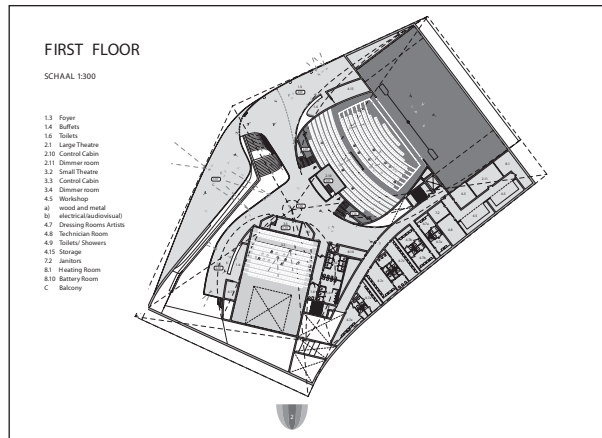 FIRST FLOOR
SCHAAL 1:300
1.3 Foyer
1.4 Buffets
1.6 Toilets
2.1 Large Theatre
2.10 Control Cabin
2.11 Dimmer room
3.2 Small Theatre
3.3 Control Cabin
3.4 Dimmer room
4.5 Workshop
a) wood and metal
b) electrical/audiovisual)
4.7 Dressing Rooms Artists
4.8 Technician Room
4.9 Toilets/ Showers
4.15 Storage
7.2 Janitors
8.1 Heating Room
8.10 Battery Room
C Balcony
2